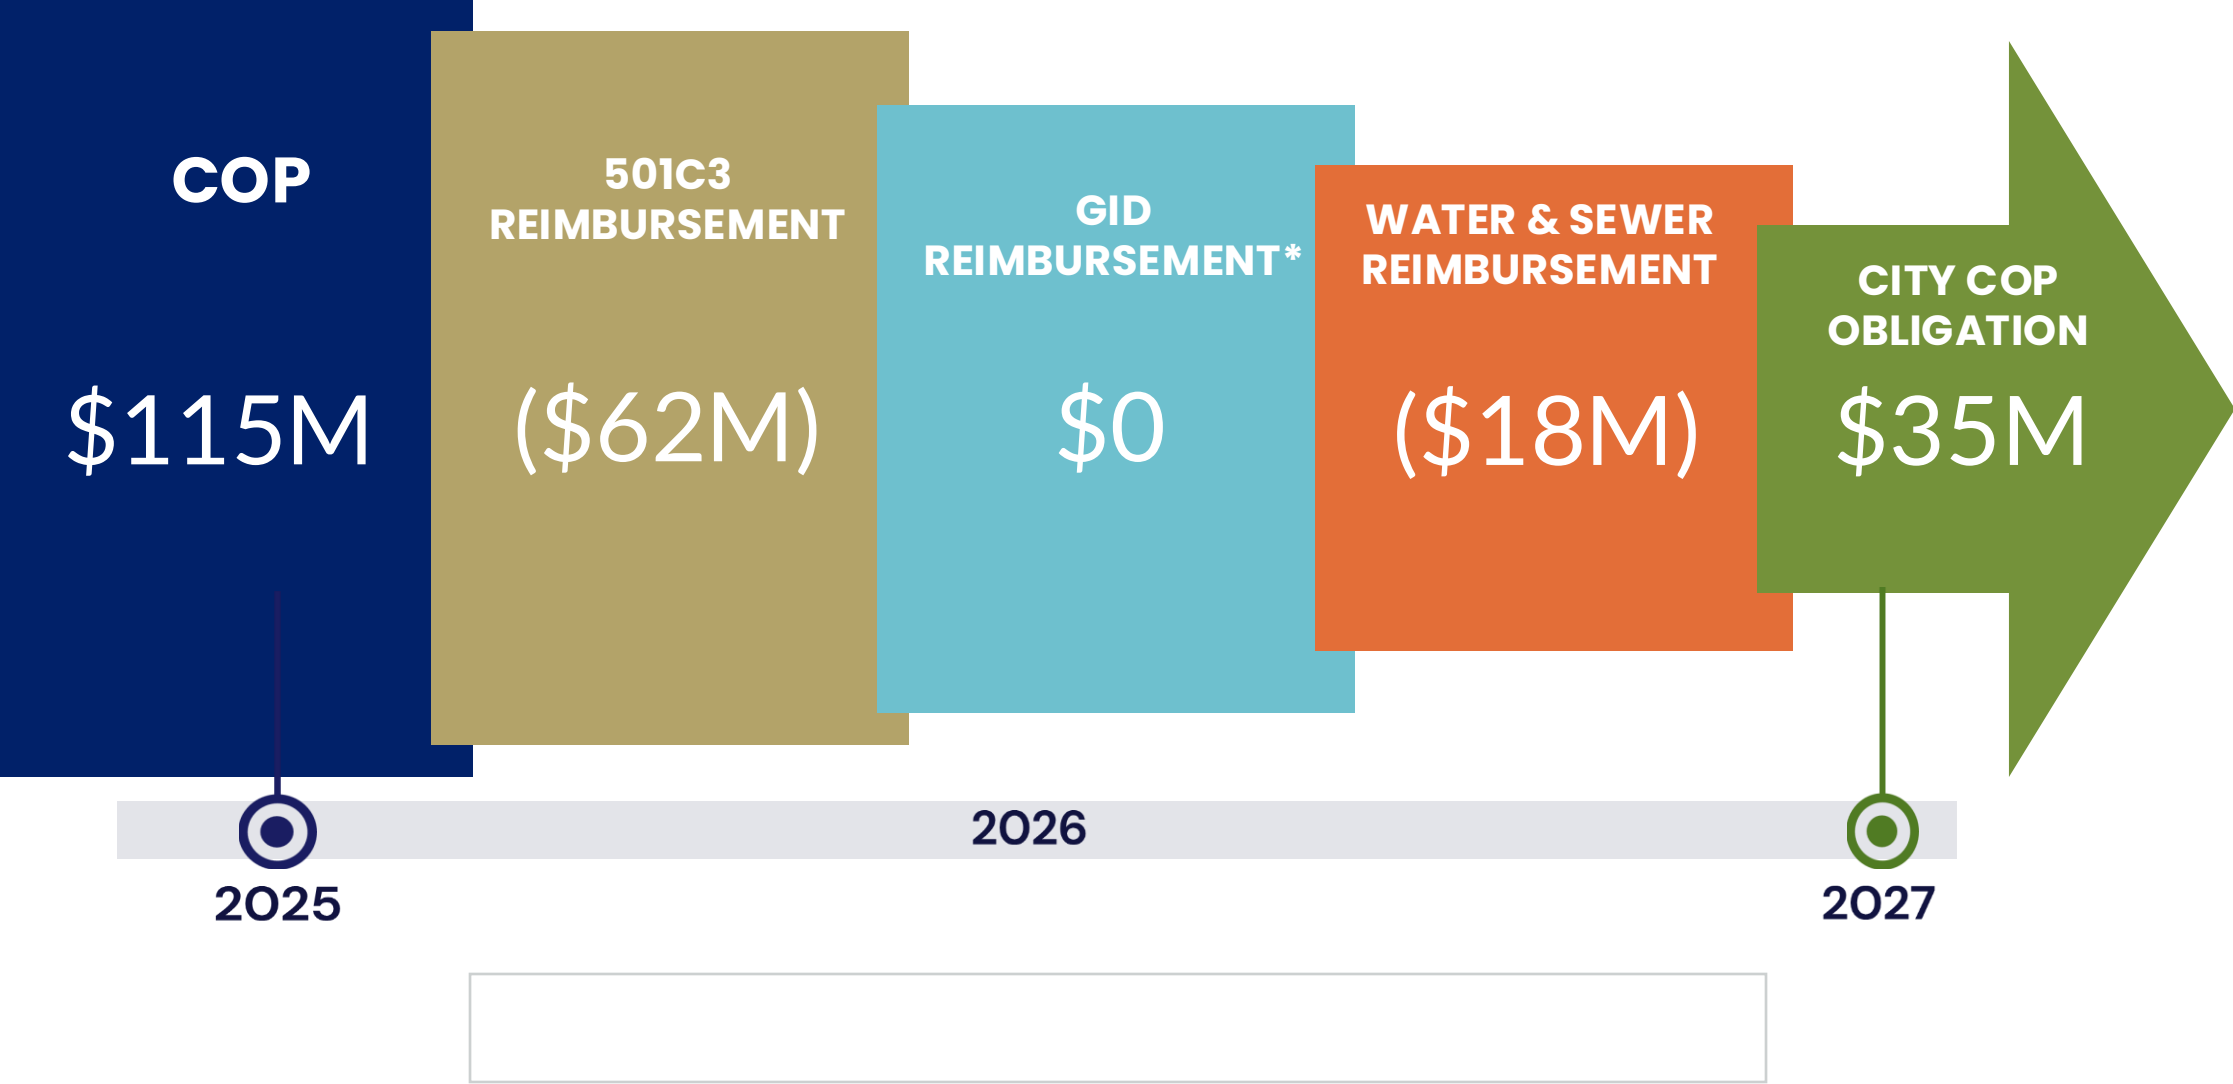 COP
$115M
501C3
REIMBURSEMENT
($62M)
GID
REIMBURSEMENT*
$0
WATER & SEWER
REIMBURSEMENT
($18M)
CITY COP
OBLIGATION
$35M
2025
2026
2027